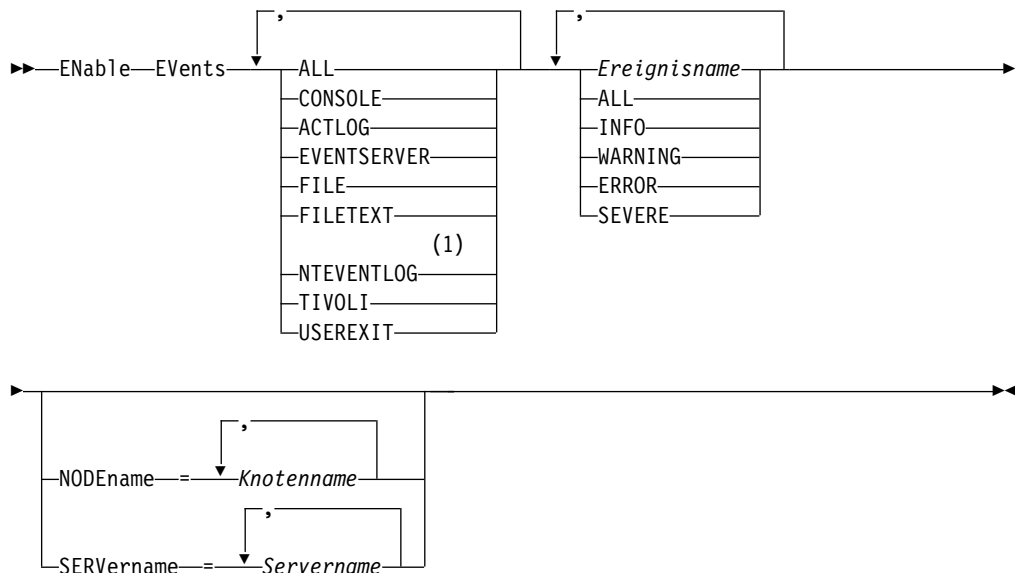 , ,
ENable EVents ALL Ereignisname
CONSOLE ALL
ACTLOG INFO
EVENTSERVER WARNING
FILE ERROR
FILETEXT SEVERE
(1)
NTEVENTLOG
TIVOLI
USEREXIT
,
NODEname = Knotenname
,
SERVername = Servername